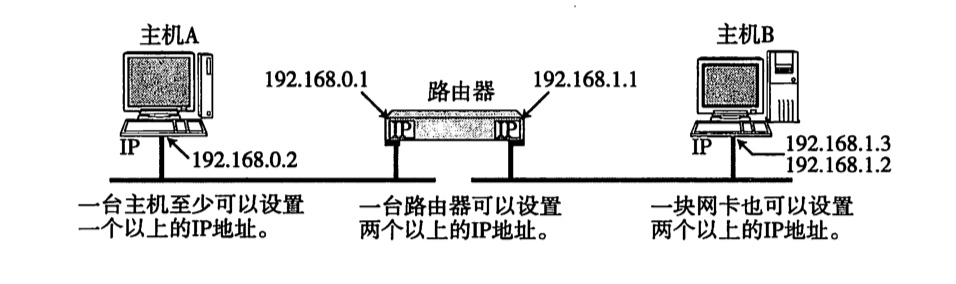 主机A
主机B
192.168.0.1
路由器
192.168.1.1
IP
IP
IP
192.168.0.2
IP
192.168.1.3
192.168.1.2
一台主机至少可以设置
一个以上的IP地址。
一台路由器可以设置
两个以上的IP地址。
一块网卡也可以设置
两个以上的IP地址。